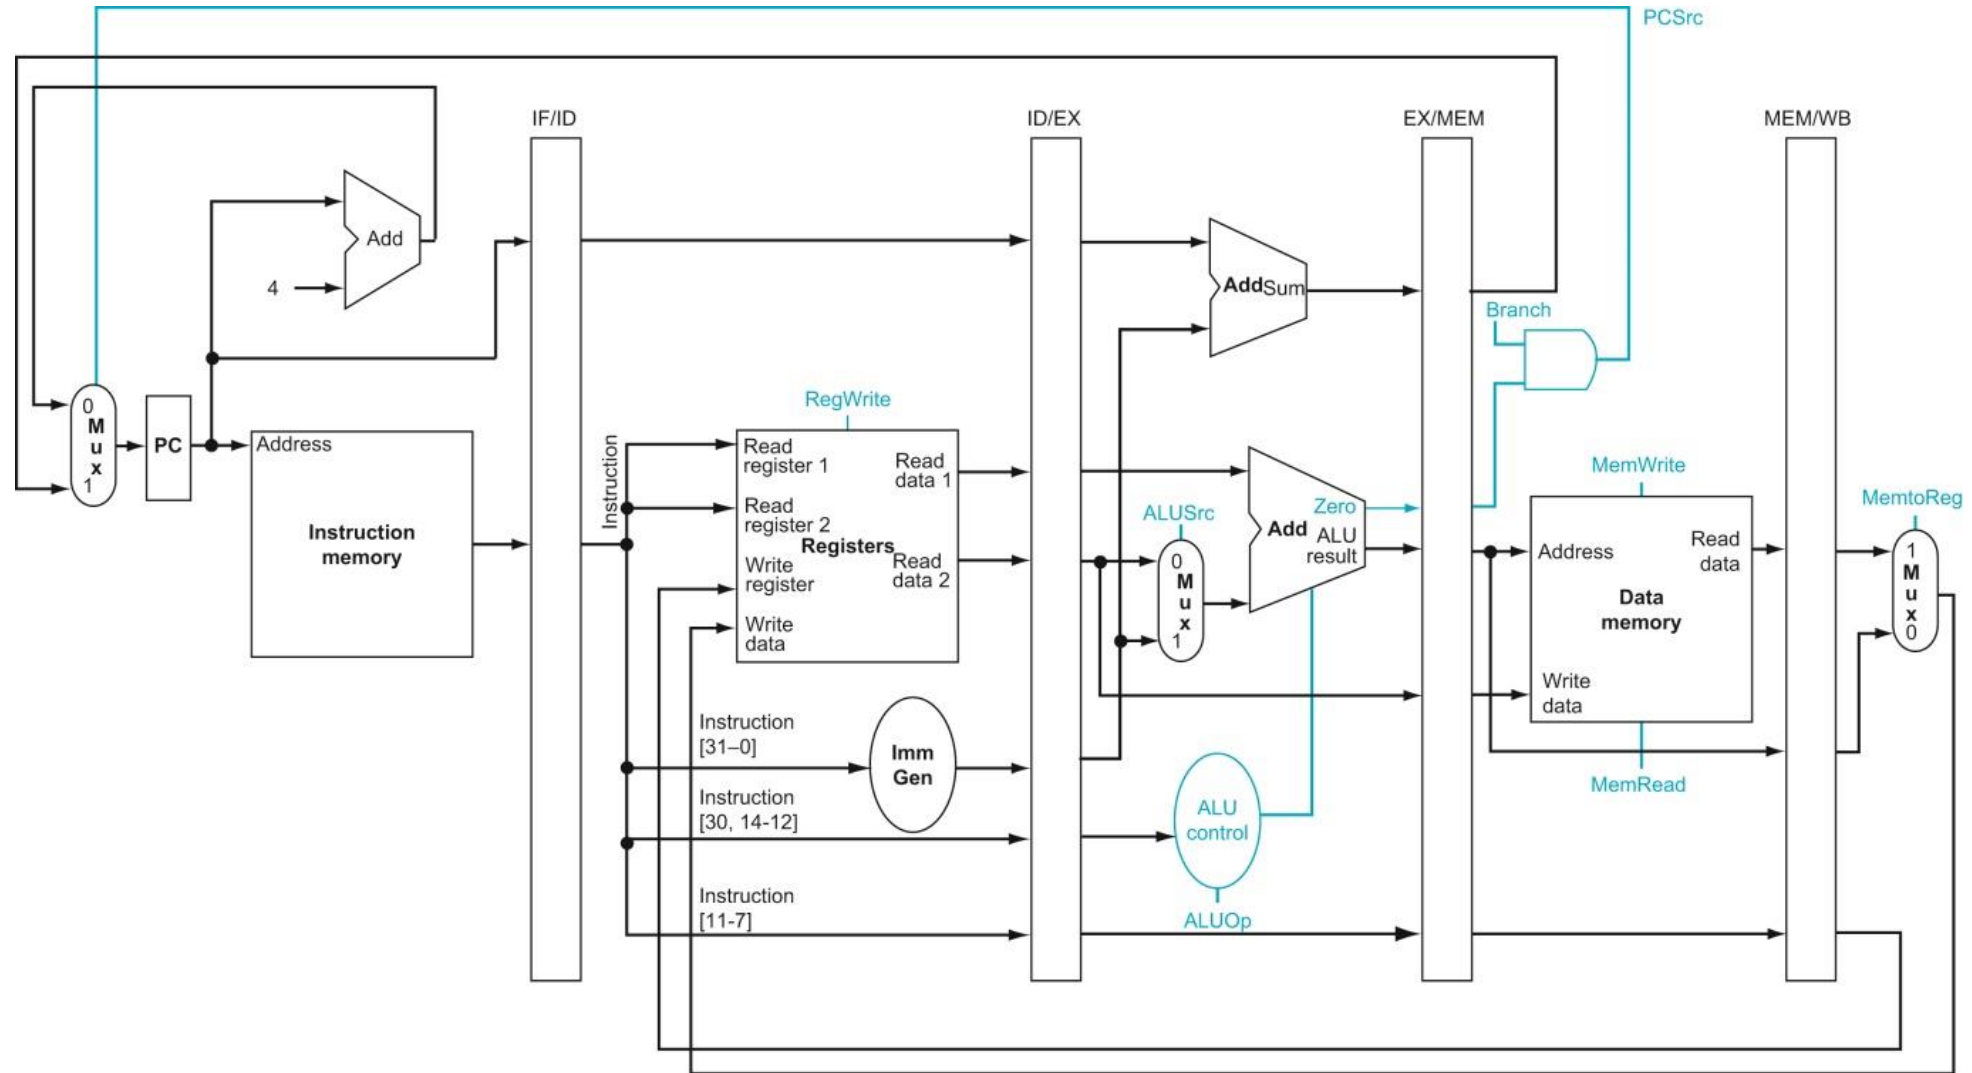 PCSrc
IF/ID
ID/EX
EX/MEM
MEM/WB
Add
4
AddSum
Branch
0
M
u
x
1
PC
Address
Instruction
memory
Instruction
RegWrite
Read
register 1
Read
register 2
Write
register
Write
data
Registers
Read
data 1
Read
data 2
ALUSrc
0
M
u
x
1
Add
Zero
ALU
result
MemWrite
Address
Read
data
Data
memory
Write
data
MemRead
MemtoReg
1
M
u
x
0
Instruction
[31–0]
Imm
Gen
Instruction
[30, 14-12]
ALU
control
Instruction
[11-7]
ALUOp